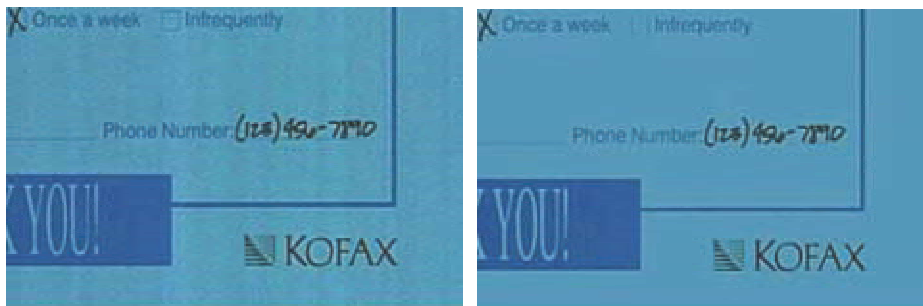 X Once a week Infrequently
Phone Number: (123) 456-7890
K YOU!
KOFAX
X Once a week Infrequently
Phone Number: (123) 456-7890
K YOU!
KOFAX